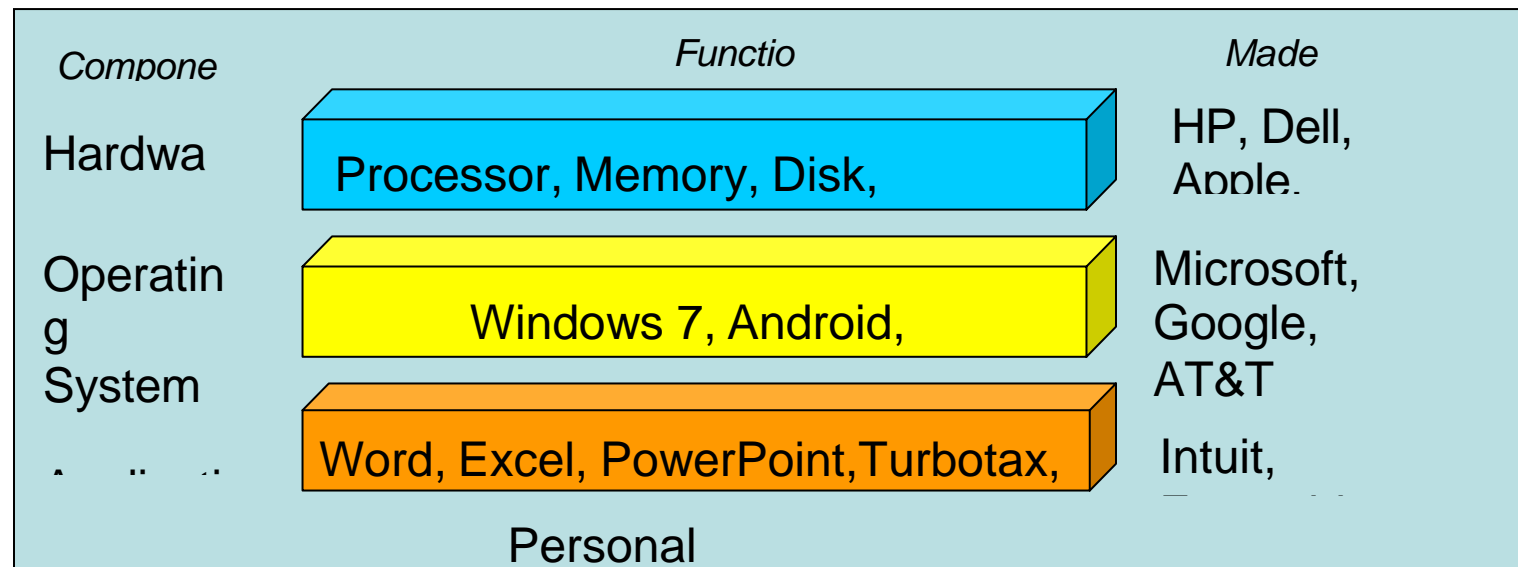 Compone
Functio
Made
Hardwa
Processor, Memory, Disk,
HP, Dell,
Apple,
Operatin
g
System
Windows 7, Android,
Microsoft,
Google,
AT&T
Word, Excel, PowerPoint,Turbotax,
Intuit,
Personal